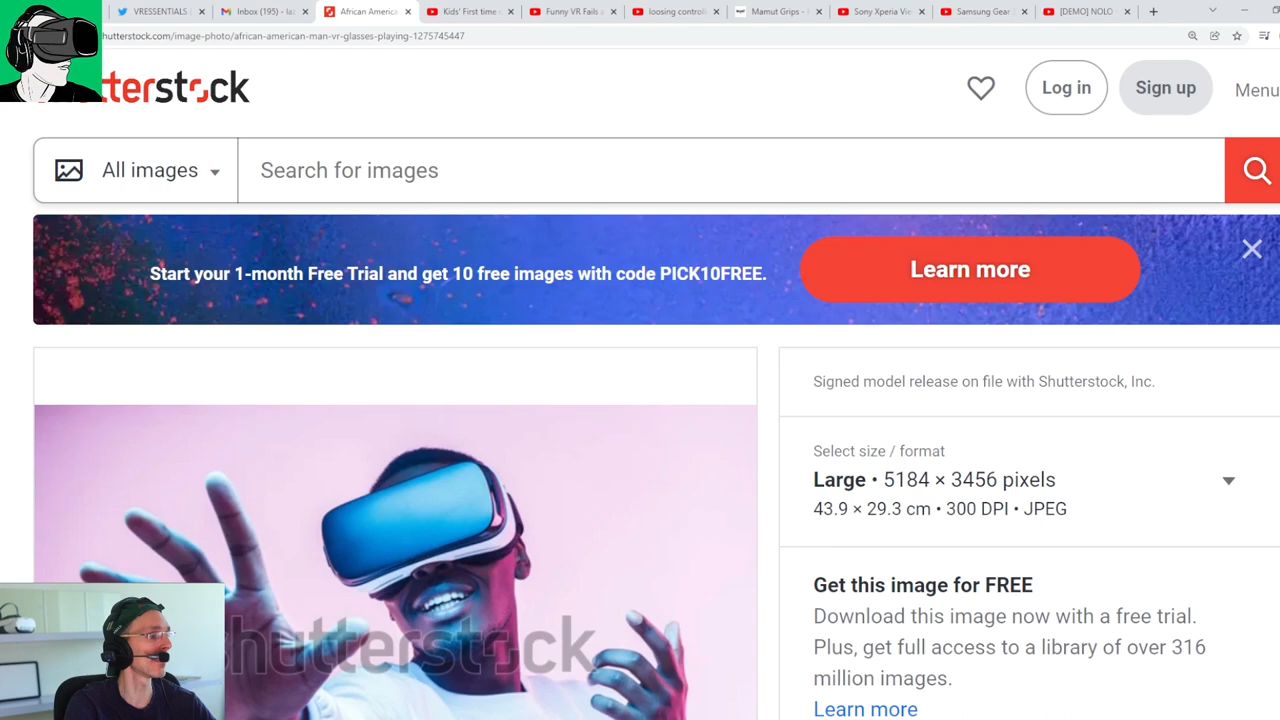 VRESSENTIALS (
Inbox (195) - la
African America
Kids' First time
Funny VR Fails a
loosing controll
Mamut Grips -
Sony Xperia Vie
Samsung Gear
[DEMO] NOLO
hutterstock.com/image-photo/african-american-man-vr-glasses-playing-1275745447
tterstock
Log in
Sign up
Menu
All images
Search for images
Start your 1-month Free Trial and get 10 free images with code PICK10FREE.
Learn more
Signed model release on file with Shutterstock, Inc.
Select size / format
Large • 5184 × 3456 pixels
43.9 × 29.3 cm • 300 DPI • JPEG
Get this image for FREE
Download this image now with a free trial.
Plus, get full access to a library of over 316
million images.
Learn more
shutterstock